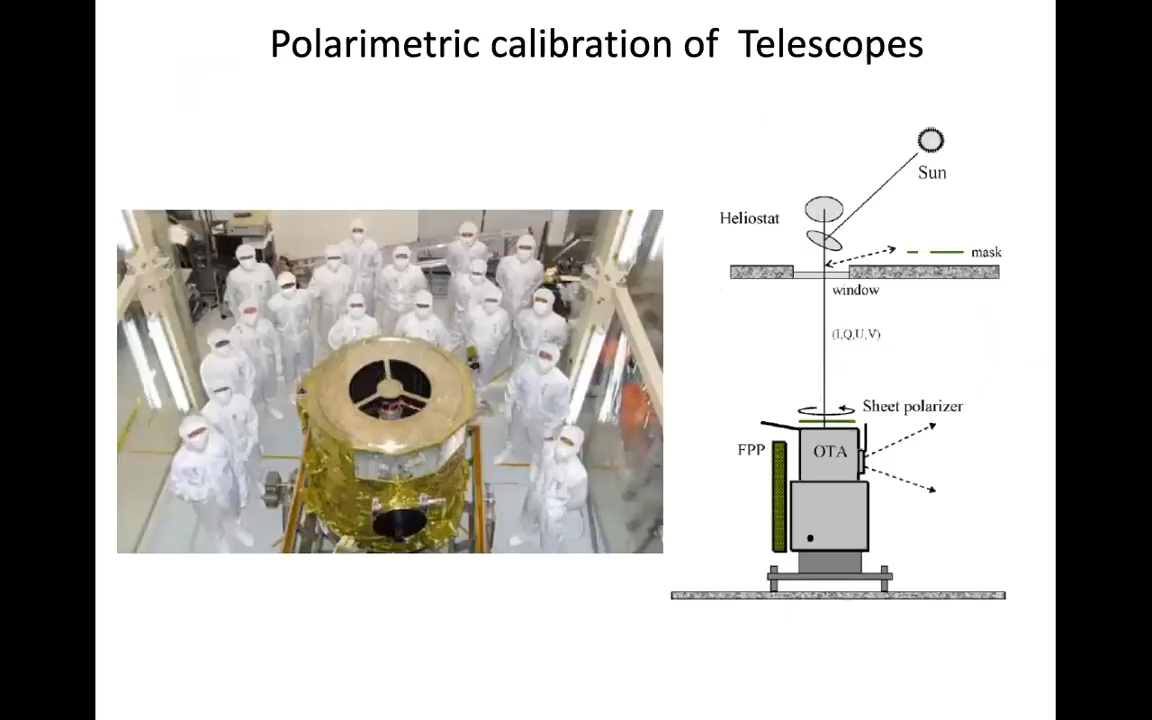 Polarimetric calibration of Telescopes
Sun
Heliostat
mask
window
(I,Q,U,V)
Sheet polarizer
FPP
OTA